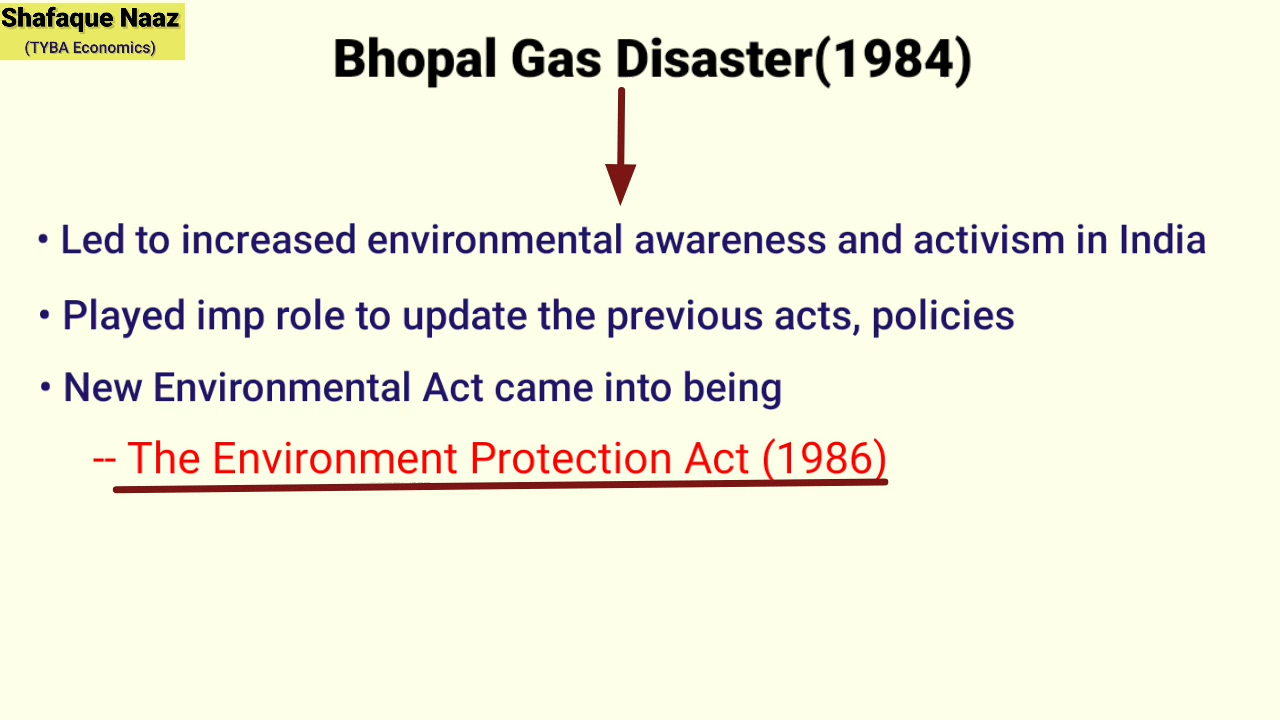 Shafaque Naaz
(TYBA Economics)
Bhopal Gas Disaster(1984)
• Led to increased environmental awareness and activism in India
• Played imp role to update the previous acts, policies
• New Environmental Act came into being
-- The Environment Protection Act (1986)